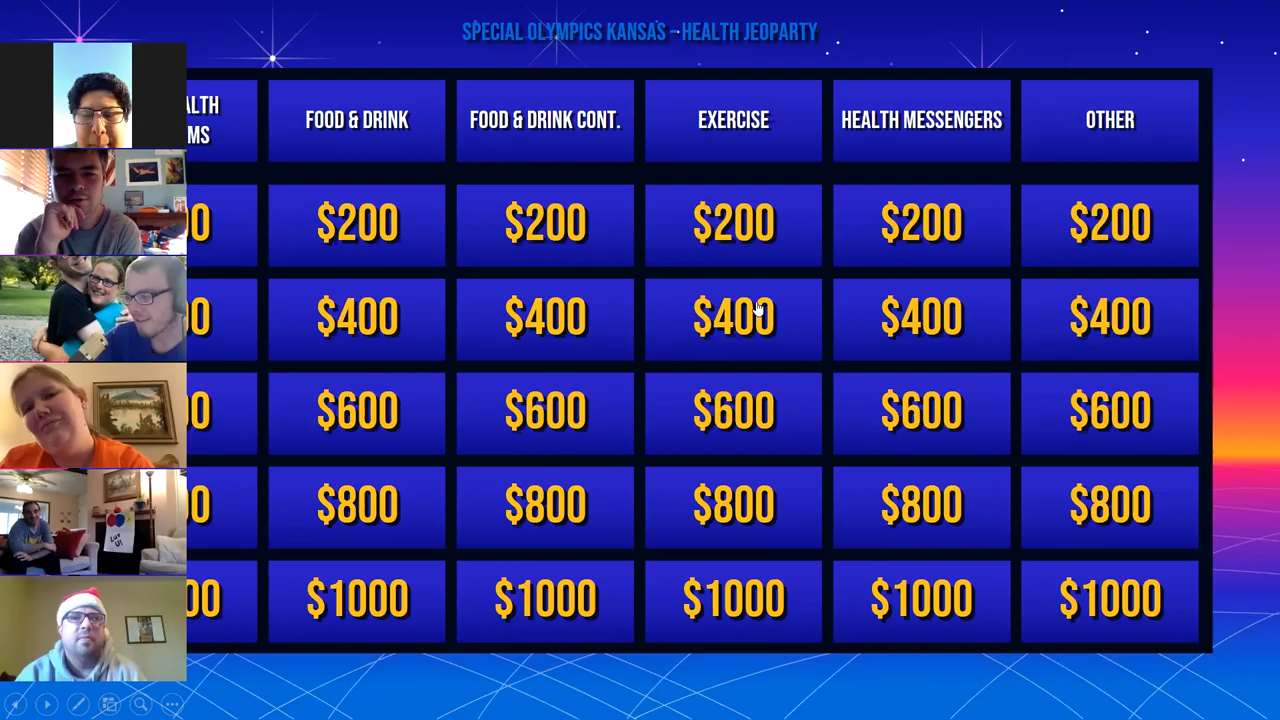 SPECIAL OLYMPICS KANSAS - HEALTH JEOPARTY
FOOD & DRINK
FOOD & DRINK CONT.
EXERCISE
HEALTH MESSENGERS
OTHER
$200 $200 $200 $200 $200
$400 $400 $400 $400 $400
$600 $600 $600 $600 $600
$800 $800 $800 $800 $800
$1000 $1000 $1000 $1000 $1000
LUV
U!